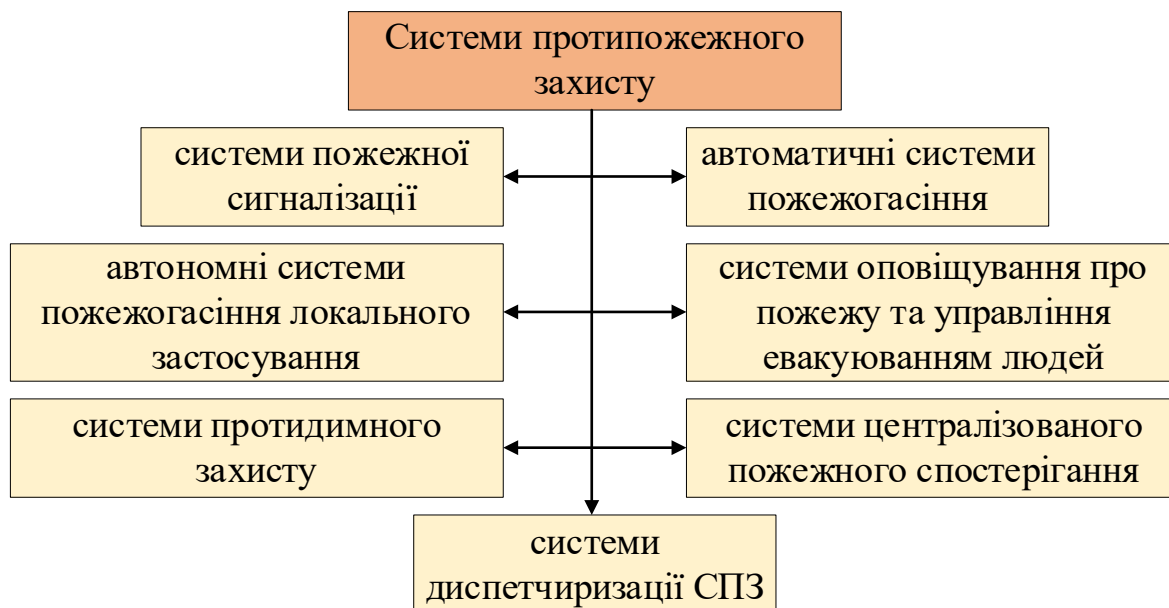 Системи протипожежного
захисту
системи пожежної
сигналізації
автоматичні системи
пожежогасіння
автономні системи
пожежогасіння локального
застосування
системи оповіщування про
пожежу та управління
евакуюванням людей
системи протидимного
захисту
системи централізованого
пожежного спостерігання
системи
диспетчиризації СПЗ